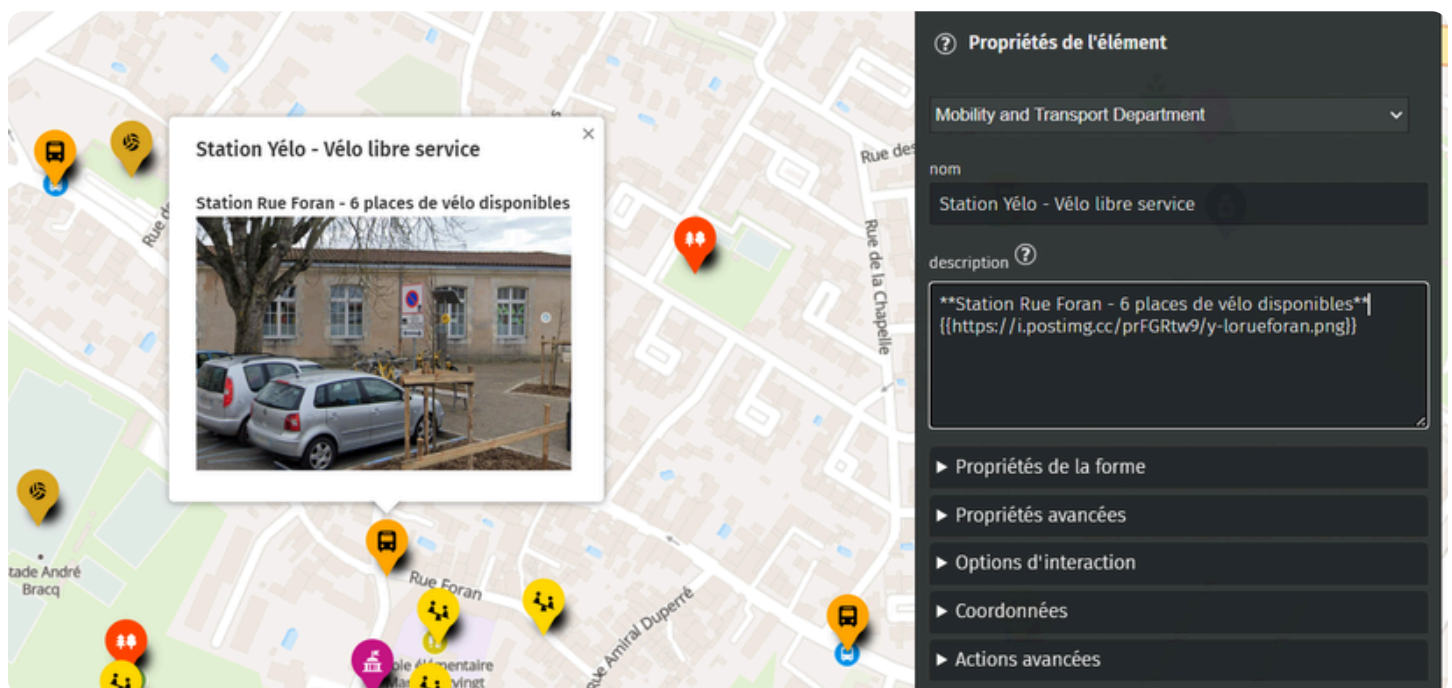 Station Yélo - Vélo libre service
×
Station Rue Foran - 6 places de vélo disponibles
Rue de
Rue des
Rue de la Chapelle
tade André
Bracq
Rue Foran
Rue Amiral Duperré
ole élémentaire
? Propriétés de l'élément
Mobility and Transport Department
nom
Station Yélo - Vélo libre service
description ?
**Station Rue Foran - 6 places de vélo disponibles**
{{https://i.postimg.cc/prFGRtw9/y-lorueforan.png}}
▶ Propriétés de la forme
▶ Propriétés avancées
▶ Options d'interaction
▶ Coordonnées
▶ Actions avancées